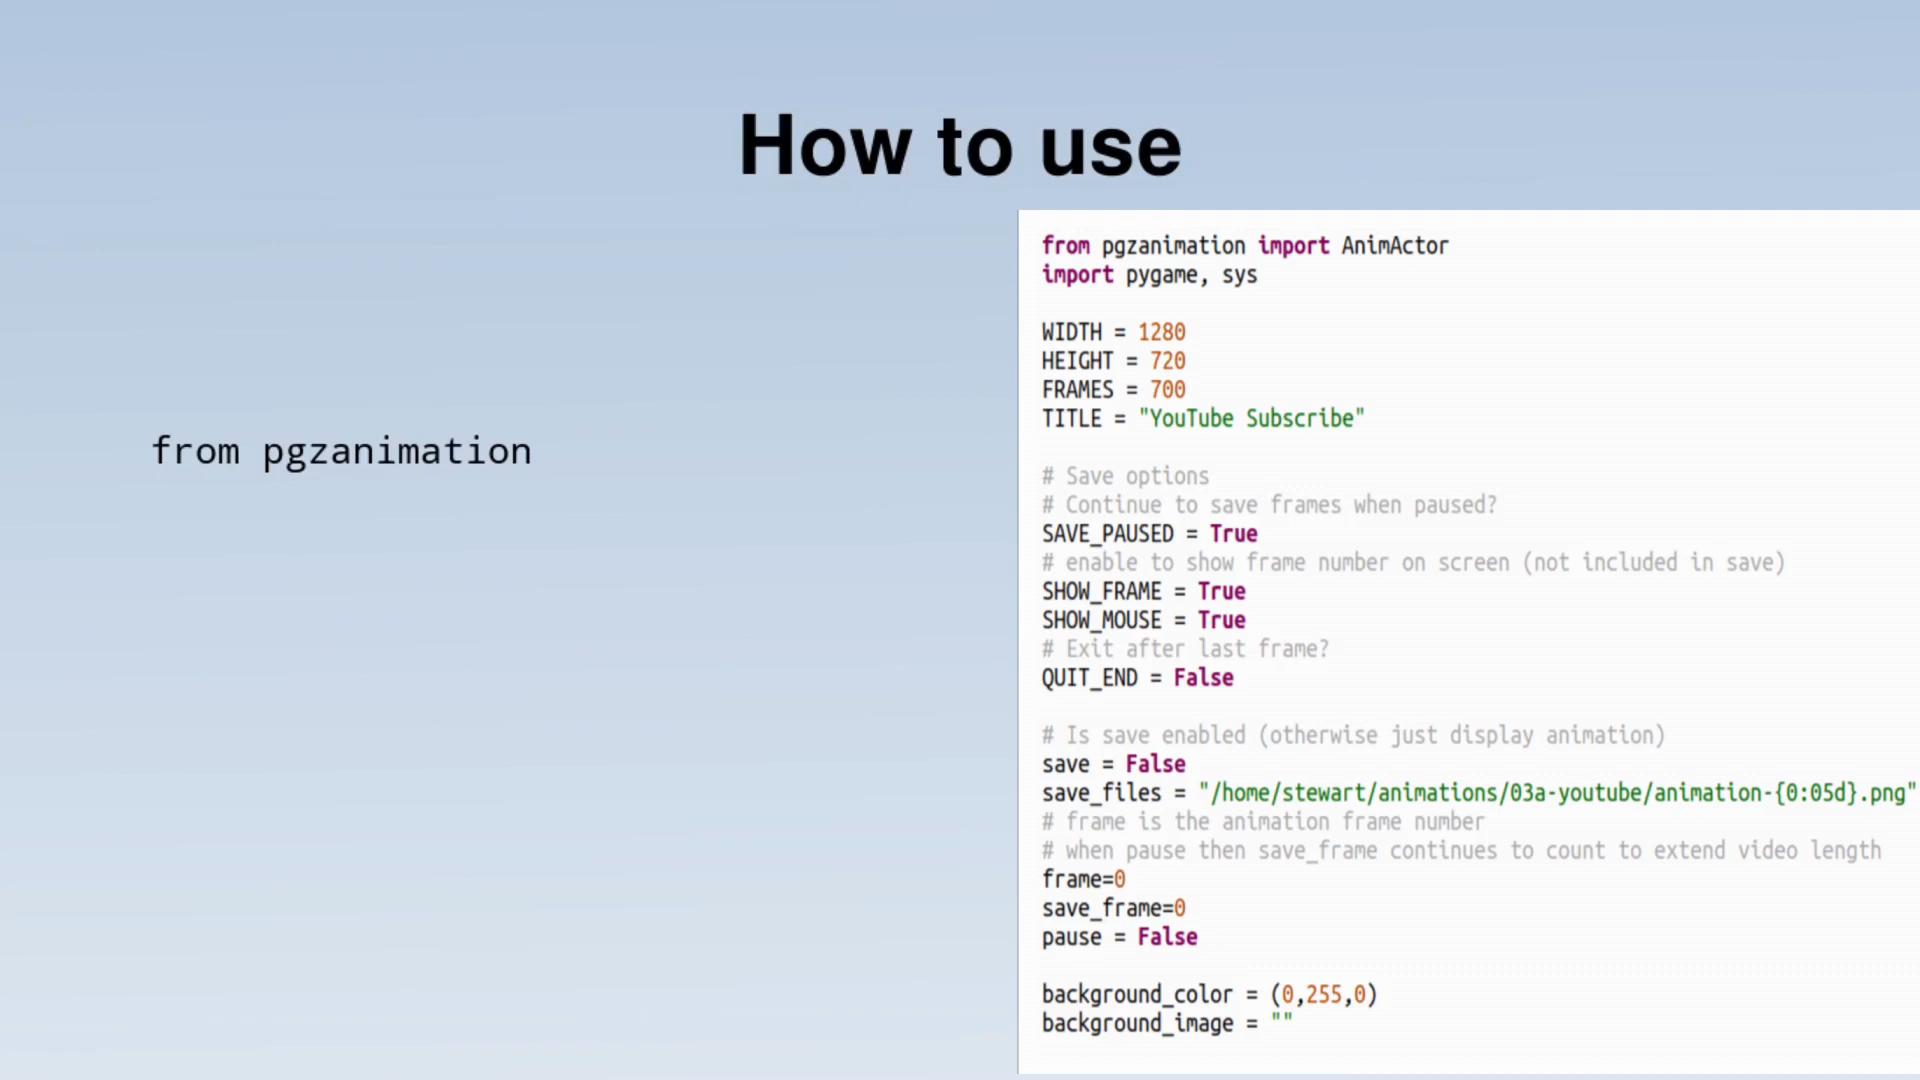 How to use
from pgzanimation
from pgzanimation import AnimActor
import pygame, sys
WIDTH = 1280
HEIGHT = 720
FRAMES = 700
TITLE = "YouTube Subscribe"
# Save options
# Continue to save frames when paused?
SAVE_PAUSED = True
# enable to show frame number on screen (not included in save)
SHOW_FRAME = True
SHOW_MOUSE = True
# Exit after last frame?
QUIT_END = False
# Is save enabled (otherwise just display animation)
save = False
save_files = "/home/stewart/animations/03a-youtube/animation-{0:05d}.png"
# frame is the animation frame number
# when pause then save_frame continues to count to extend video length
frame=0
save_frame=0
pause = False
background_color = (0,255,0)
background_image = ""